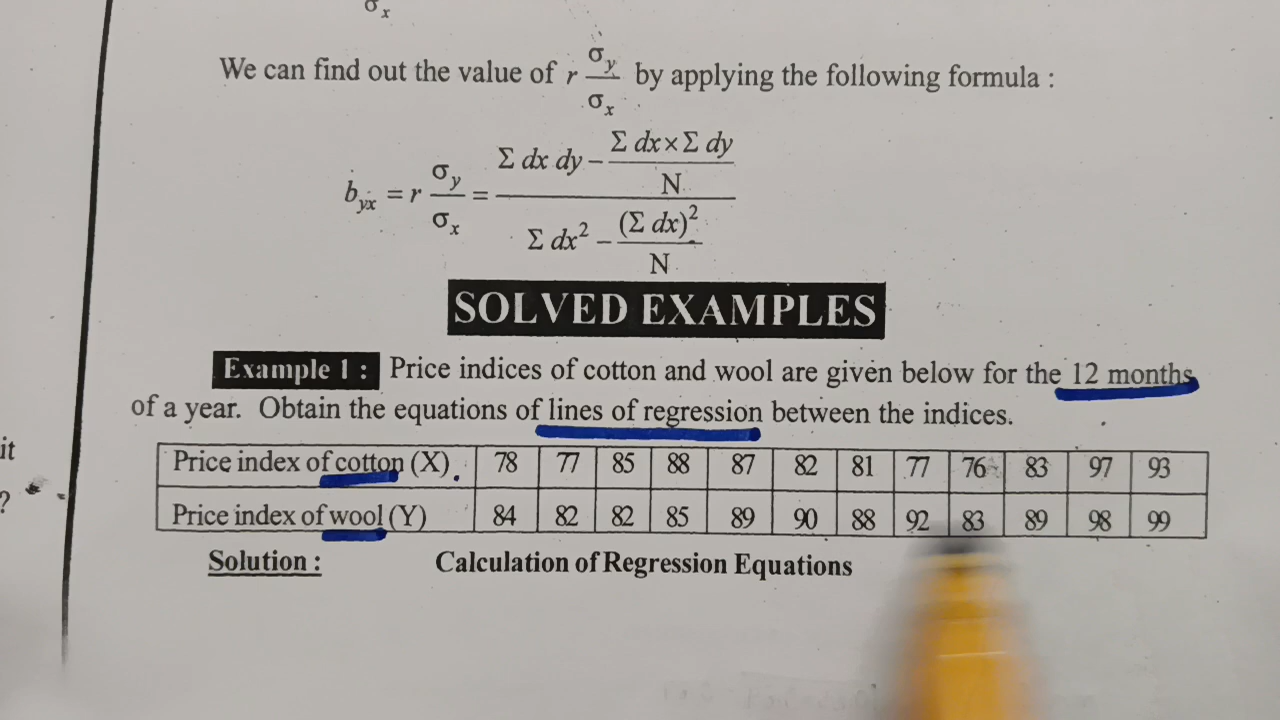 σx
We can find out the value of r σy/σx by applying the following formula :
byx = r σy/σx = (Σ dx dy − (Σ dx × Σ dy)/N) / (Σ dx² − (Σ dx)²/N)
SOLVED EXAMPLES
Example 1 : Price indices of cotton and wool are given below for the 12 months
of a year. Obtain the equations of lines of regression between the indices.
it
Price index of cotton (X) 78 77 85 88 87 82 81 77 76 83 97 93
?
Price index of wool (Y) 84 82 82 85 89 90 88 92 83 89 98 99
Solution : Calculation of Regression Equations